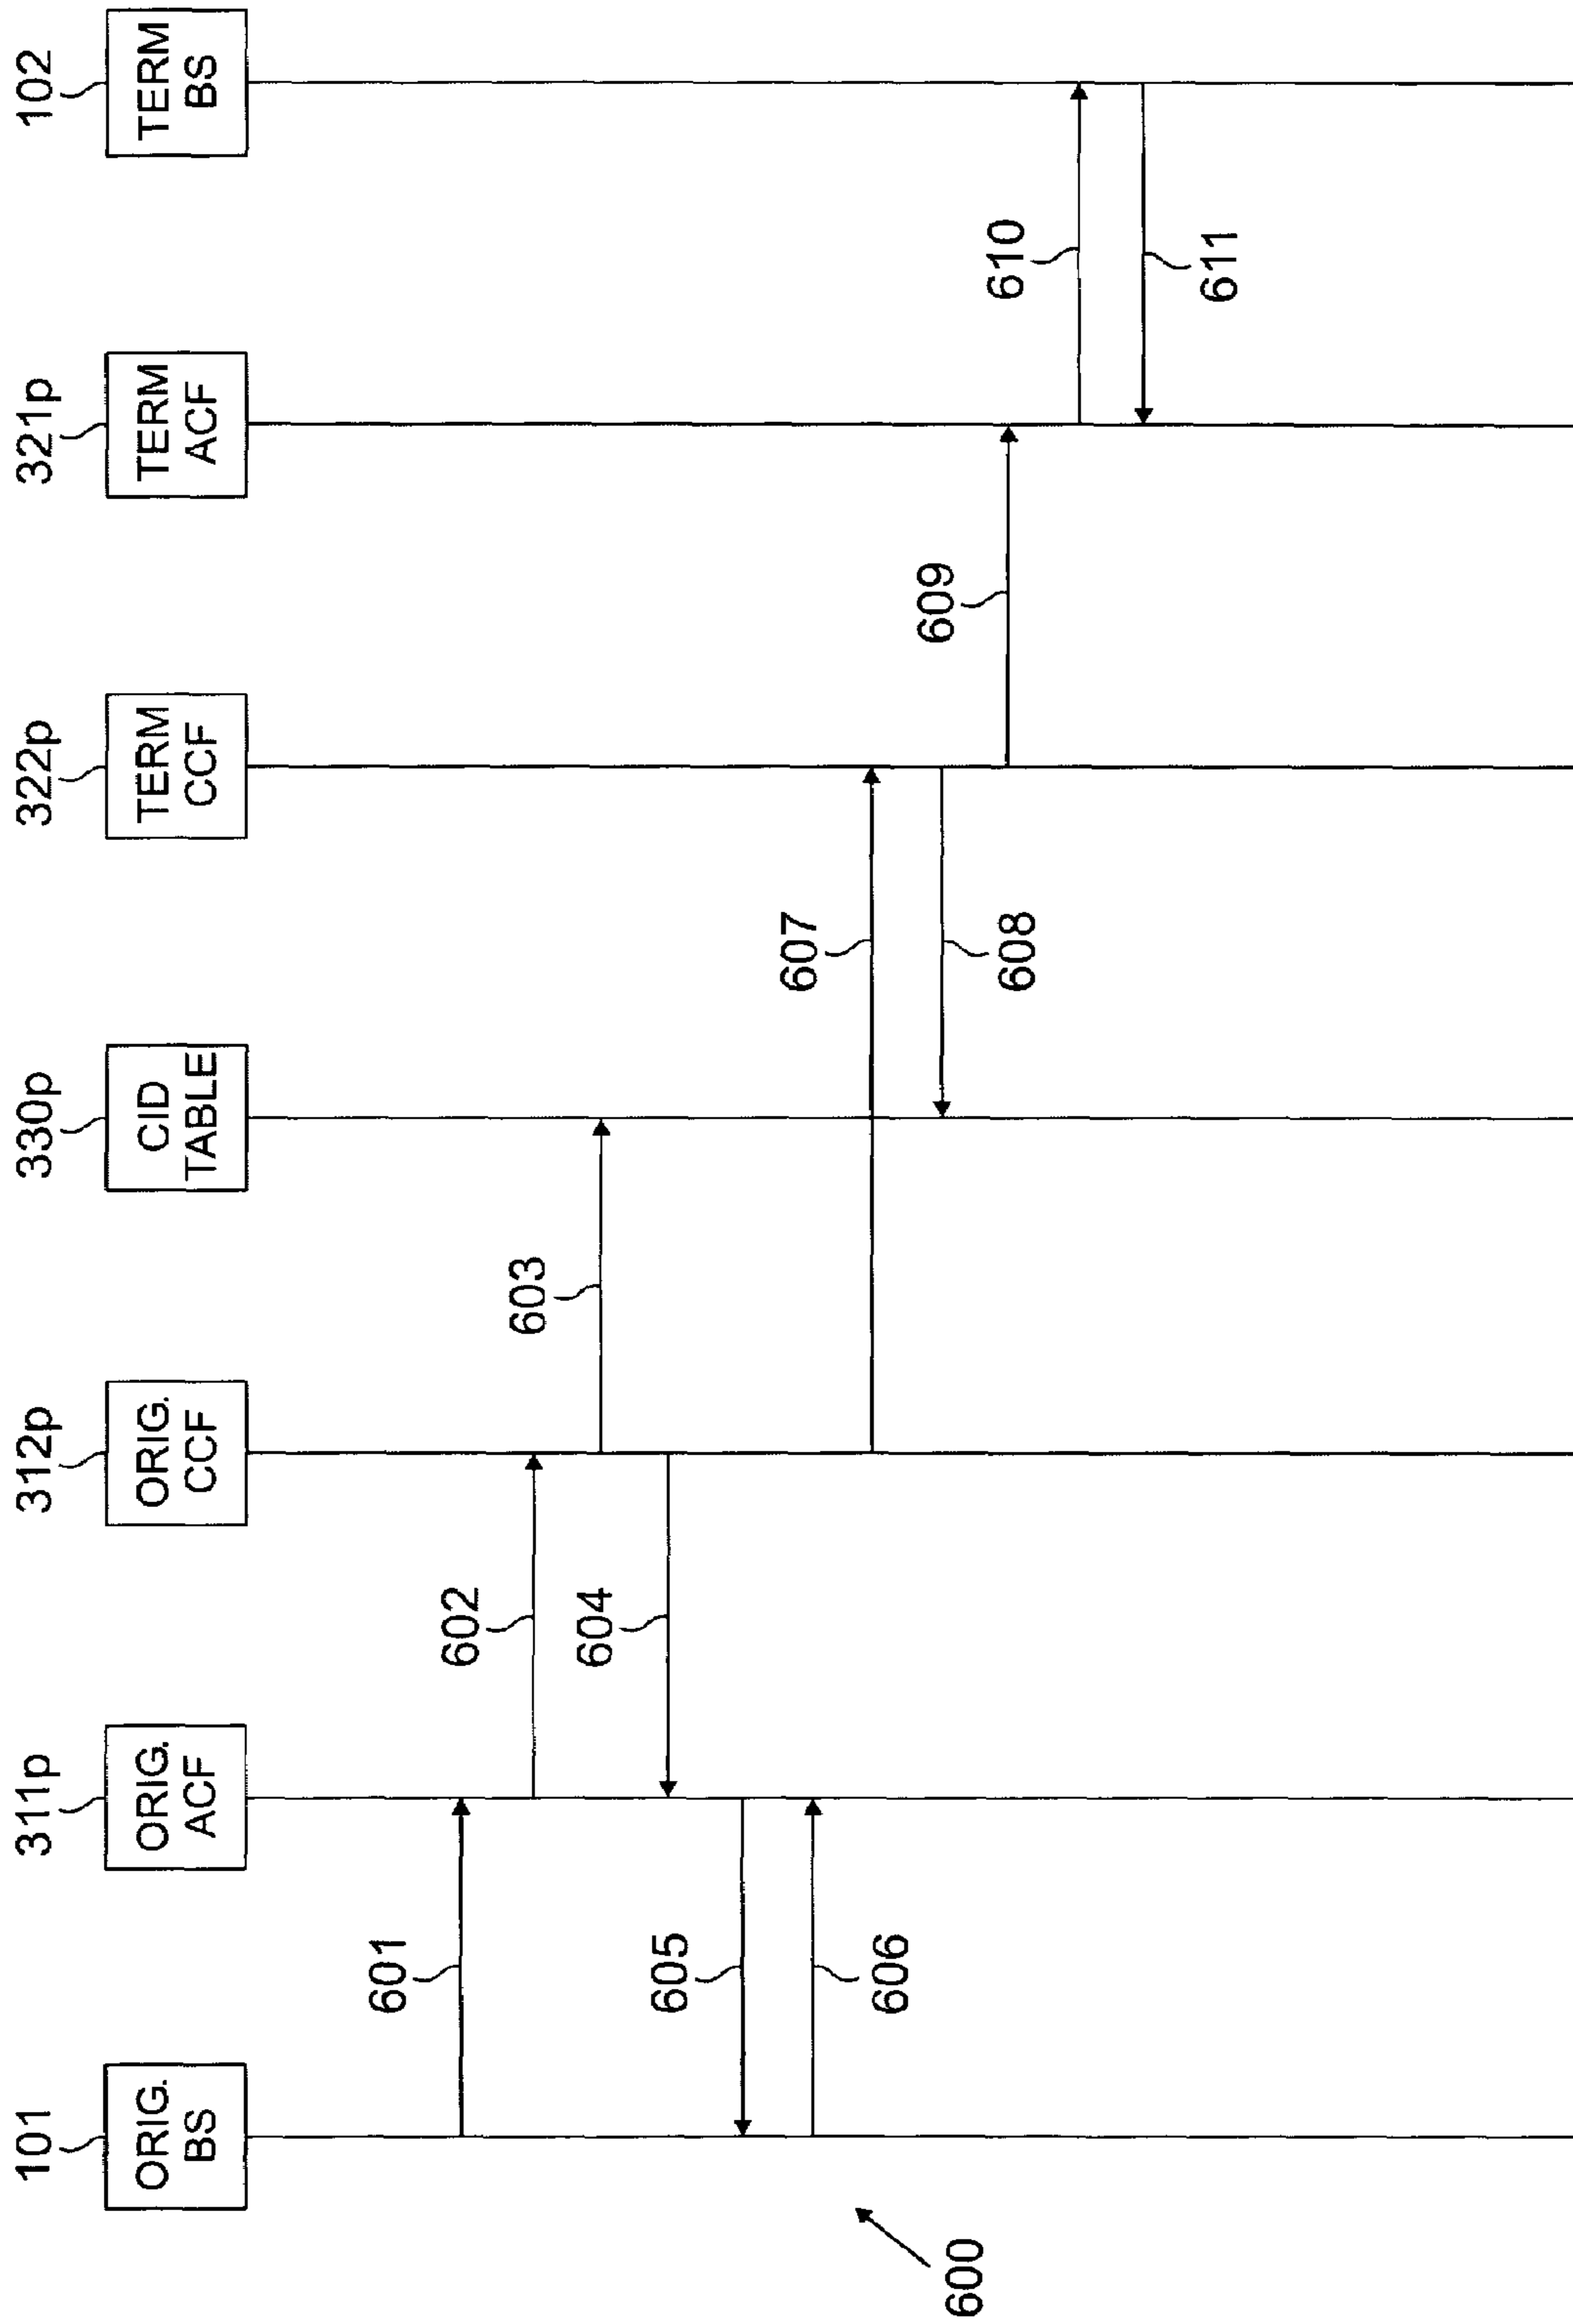 101
311p
312p
330p
322p
321p
102
ORIG.
BS
ORIG.
ACF
ORIG.
CCF
CID
TABLE
TERM
CCF
TERM
ACF
TERM
BS
601
602
603
604
605
606
607
608
609
610
611
600